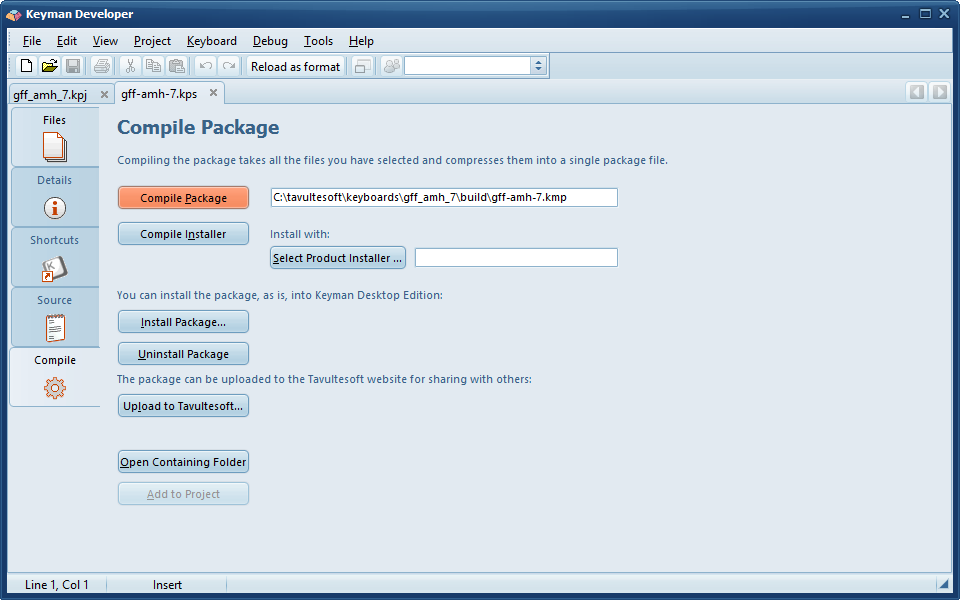 Keyman Developer
File Edit View Project Keyboard Debug Tools Help
Reload as format
gff_amh_7.kpj gff-amh-7.kps
Files
Details
Shortcuts
Source
Compile
Compile Package
Compiling the package takes all the files you have selected and compresses them into a single package file.
Compile Package C:\tavultesoft\keyboards\gff_amh_7\build\gff-amh-7.kmp
Compile Installer Install with:
Select Product Installer ...
You can install the package, as is, into Keyman Desktop Edition:
Install Package...
Uninstall Package
The package can be uploaded to the Tavultesoft website for sharing with others:
Upload to Tavultesoft...
Open Containing Folder
Add to Project
Line 1, Col 1 Insert